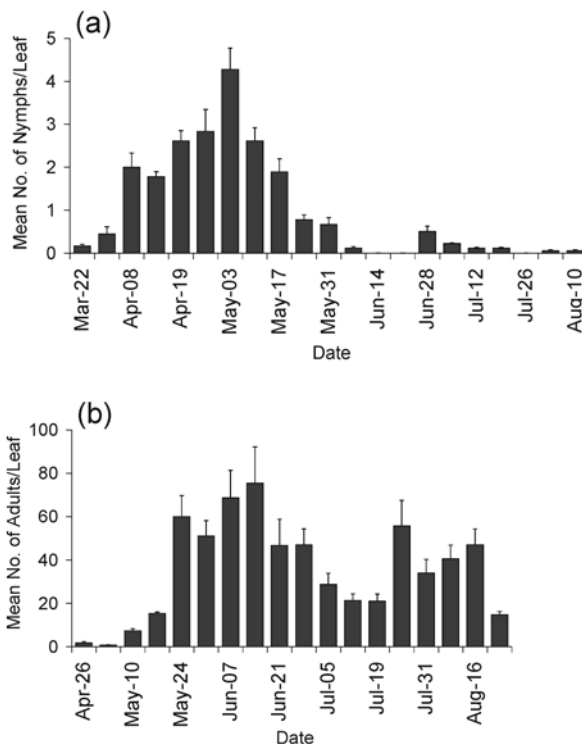 (a)
Mean No. of Nymphs/Leaf
5
4
3
2
1
0
Mar-22
Apr-08
Apr-19
May-03
May-17
May-31
Jun-14
Jun-28
Jul-12
Jul-26
Aug-10
Date
(b)
Mean No. of Adults/Leaf
100
80
60
40
20
0
Apr-26
May-10
May-24
Jun-07
Jun-21
Jul-05
Jul-19
Jul-31
Aug-16
Date